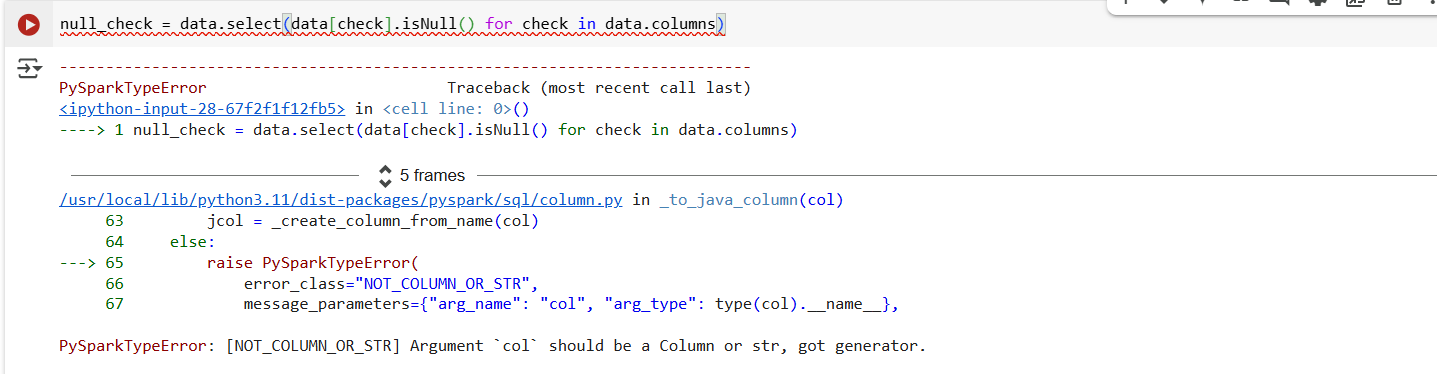 null_check = data.select(data[check].isNull() for check in data.columns)
---------------------------------------------------------------------------
PySparkTypeError                          Traceback (most recent call last)
<ipython-input-28-67f2f1f12fb5> in <cell line: 0>()
----> 1 null_check = data.select(data[check].isNull() for check in data.columns)
5 frames
/usr/local/lib/python3.11/dist-packages/pyspark/sql/column.py in _to_java_column(col)
     63         jcol = _create_column_from_name(col)
     64     else:
---> 65         raise PySparkTypeError(
     66             error_class="NOT_COLUMN_OR_STR",
     67             message_parameters={"arg_name": "col", "arg_type": type(col).__name__},
PySparkTypeError: [NOT_COLUMN_OR_STR] Argument `col` should be a Column or str, got generator.